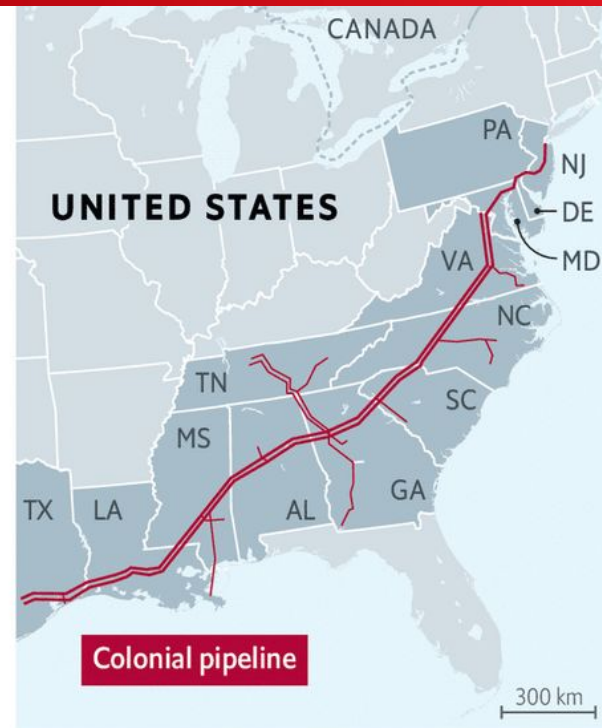 CANADA
PA
NJ
UNITED STATES
DE
VA
MD
NC
TN
SC
MS
TX
LA
AL
GA
Colonial pipeline
300 km